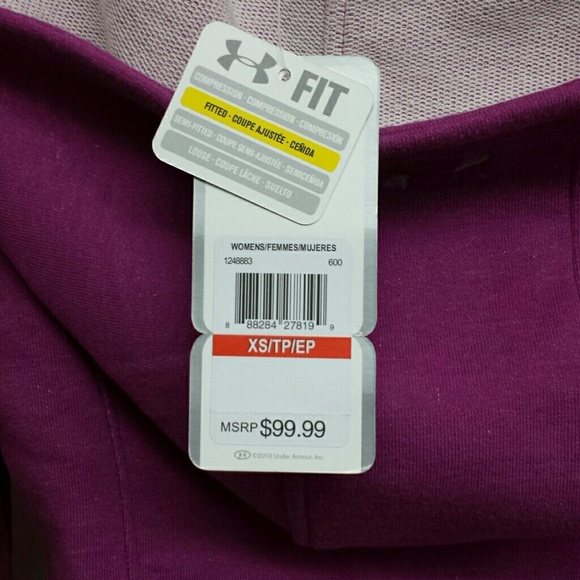 FIT
COMPRESSION · COMPRESSION · COMPRESIÓN
FITTED · COUPE AJUSTÉE · CEÑIDA
SEMI-FITTED · COUPE SEMI-AJUSTÉE · SEMICEÑIDA
LOOSE · COUPE LÂCHE · SUELTO
WOMENS/FEMMES/MUJERES
1248883 600
8 88284 27819 9
XS/TP/EP
MSRP $99.99
©2013 Under Armour, Inc.